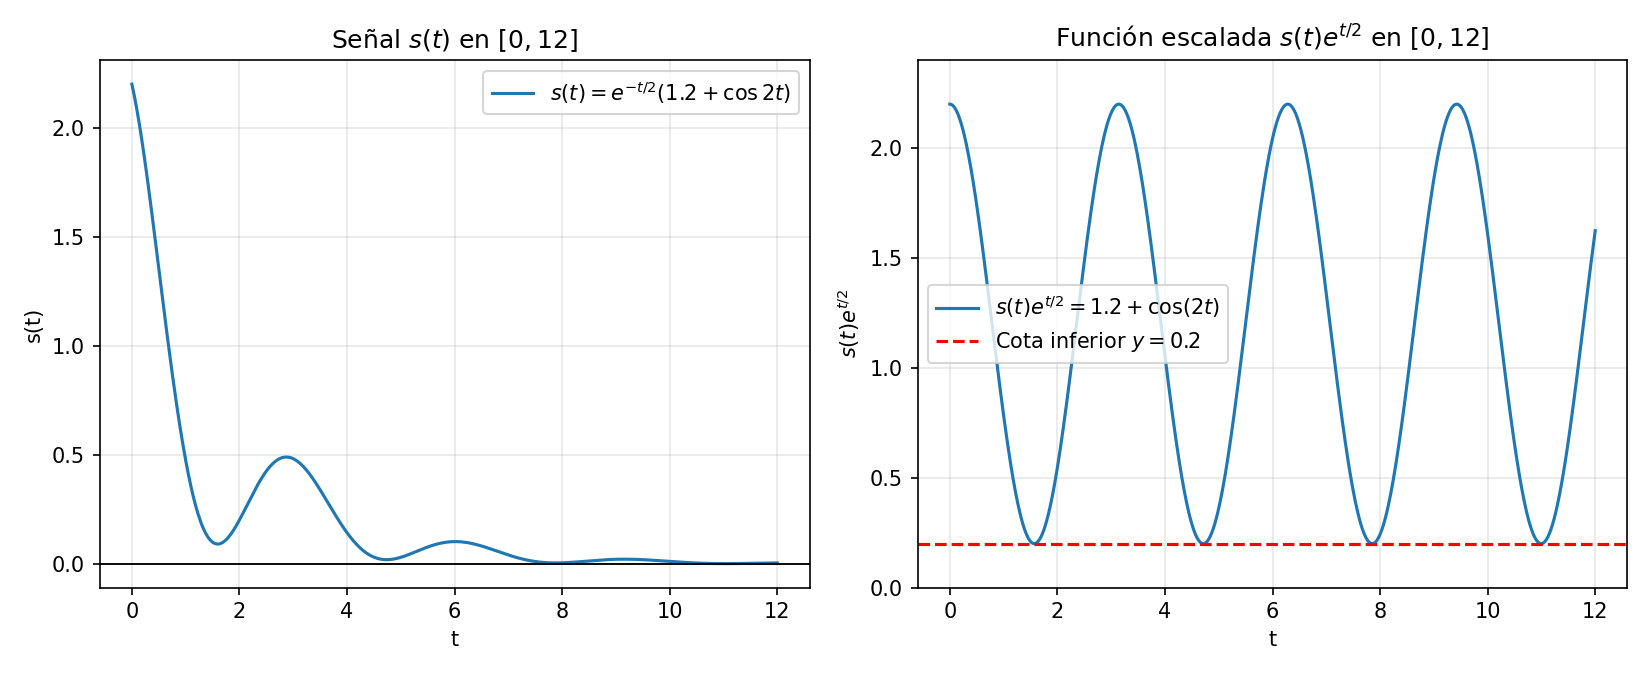 Señal s(t) en [0, 12]
s(t) = e^{-t/2}(1.2 + cos 2t)
s(t)
2.0
1.5
1.0
0.5
0.0
0 2 4 6 8 10 12
t
Función escalada s(t)e^{t/2} en [0, 12]
s(t)e^{t/2} = 1.2 + cos(2t)
Cota inferior y = 0.2
s(t)e^{t/2}
2.0
1.5
1.0
0.5
0.0
0 2 4 6 8 10 12
t